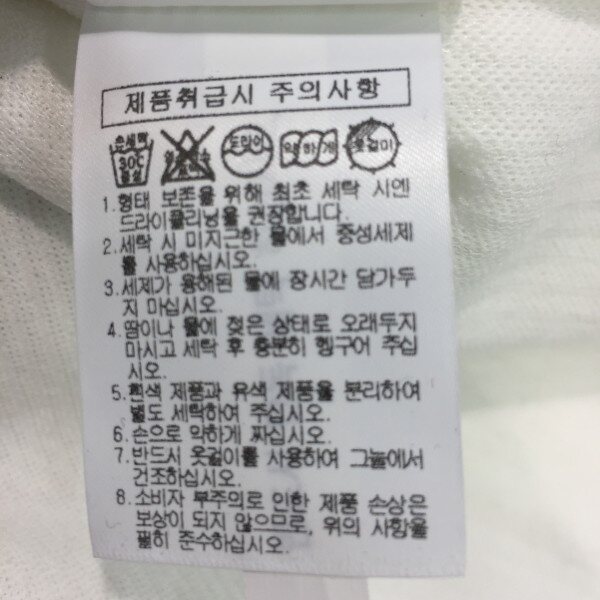 제품취급시 주의사항
손세탁 드라이 약하게 옷걸이
30℃
중성
1. 형태 보존을 위해 최초 세탁 시엔
드라이클리닝을 권장합니다.
2. 세탁 시 미지근한 물에서 중성세제
를 사용하십시오.
3. 세제가 용해된 물에 장시간 담가두
지 마십시오.
4. 땀이나 물에 젖은 상태로 오래두지
마시고 세탁 후 충분히 헹구어 주십
시오.
5. 흰색 제품과 유색 제품을 분리하여
별도 세탁하여 주십시오.
6. 손으로 약하게 짜십시오.
7. 반드시 옷걸이를 사용하여 그늘에서
건조하십시오.
8. 소비자 부주의로 인한 제품 손상은
보상이 되지 않으므로, 위의 사항을
필히 준수하십시오.